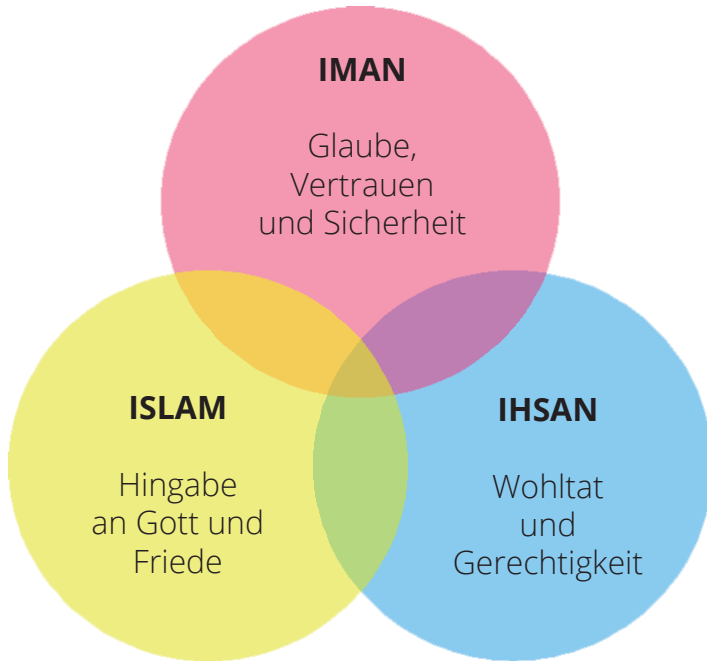 IMAN
Glaube,
Vertrauen
und Sicherheit
ISLAM
Hingabe
an Gott und
Friede
IHSAN
Wohltat
und
Gerechtigkeit